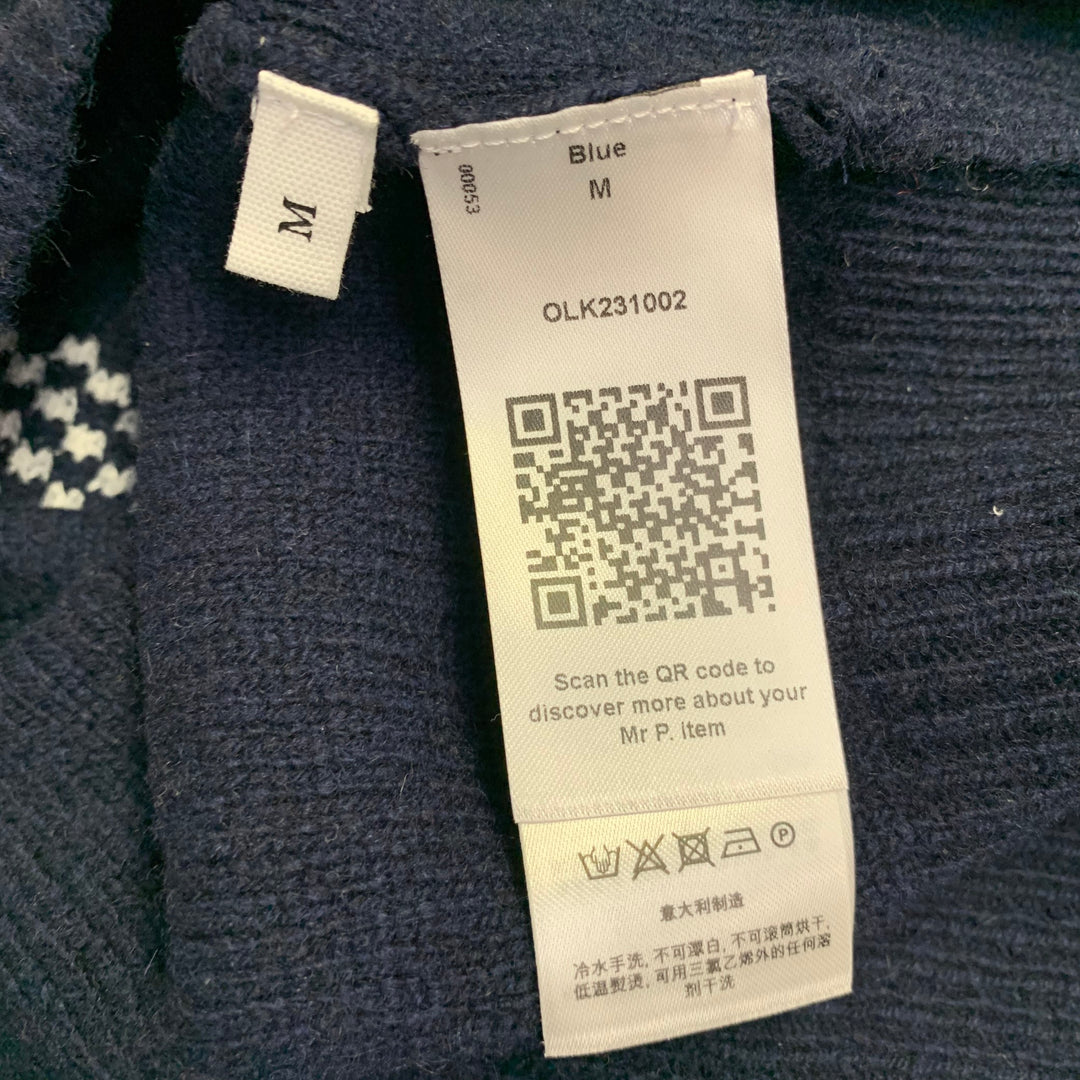 M
Blue
M
00053
OLK231002
Scan the QR code to
discover more about your
Mr P. item
P
意大利制造
冷水手洗, 不可漂白, 不可滚筒烘干,
低温熨烫, 可用三氯乙烯外的任何溶
剂干洗